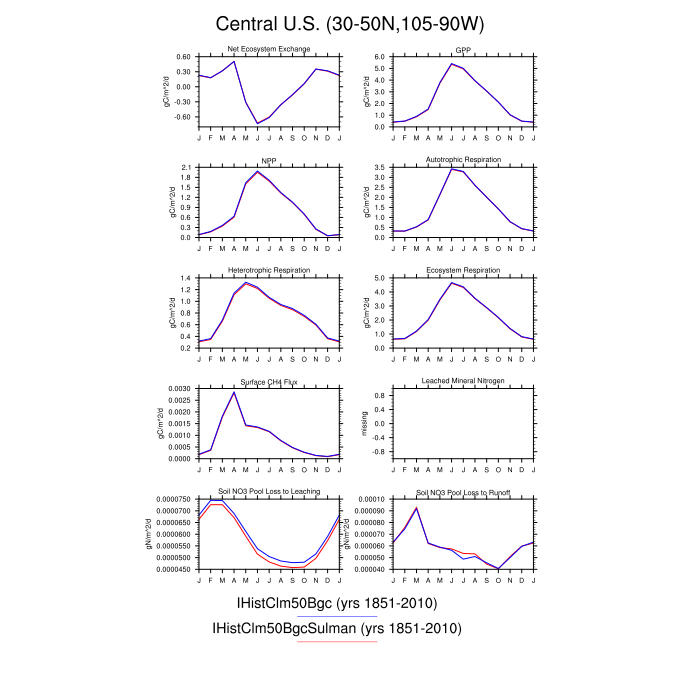 Central U.S. (30-50N,105-90W)
Net Ecosystem Exchange
gC/m^2/d
0.60
0.30
0.00
-0.30
-0.60
J F M A M J J A S O N D J
GPP
gC/m^2/d
6.0
5.0
4.0
3.0
2.0
1.0
0.0
J F M A M J J A S O N D J
NPP
gC/m^2/d
2.1
1.8
1.5
1.2
0.9
0.6
0.3
0.0
J F M A M J J A S O N D J
Autotrophic Respiration
gC/m^2/d
3.5
3.0
2.5
2.0
1.5
1.0
0.5
0.0
J F M A M J J A S O N D J
Heterotrophic Respiration
gC/m^2/d
1.4
1.2
1.0
0.8
0.6
0.4
0.2
J F M A M J J A S O N D J
Ecosystem Respiration
gC/m^2/d
5.0
4.0
3.0
2.0
1.0
0.0
J F M A M J J A S O N D J
Surface CH4 Flux
gC/m^2/d
0.0030
0.0025
0.0020
0.0015
0.0010
0.0005
0.0000
J F M A M J J A S O N D J
Leached Mineral Nitrogen
missing
0.8
0.4
0.0
-0.4
-0.8
J F M A M J J A S O N D J
Soil NO3 Pool Loss to Leaching
gN/m^2/d
0.0000750
0.0000700
0.0000650
0.0000600
0.0000550
0.0000500
0.0000450
J F M A M J J A S O N D J
Soil NO3 Pool Loss to Runoff
gN/m^2/d
0.00010
0.000090
0.000080
0.000070
0.000060
0.000050
0.000040
J F M A M J J A S O N D J
IHistClm50Bgc (yrs 1851-2010)
IHistClm50BgcSulman (yrs 1851-2010)